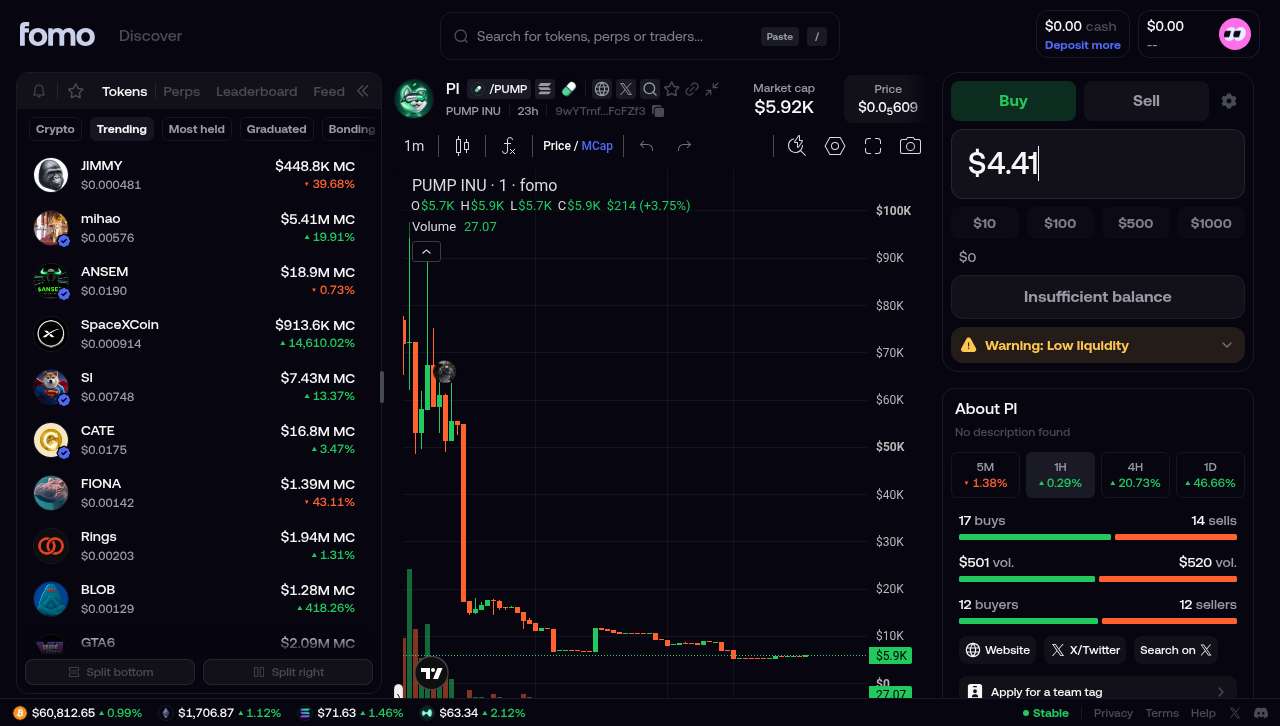 fomo
Discover
Search for tokens, perps or traders...
Paste
/
$0.00 cash
Deposit more
$0.00
--
Tokens Perps Leaderboard Feed
Crypto Trending Most held Graduated Bonding
JIMMY $448.8K MC
$0.000481 39.68%
mihao $5.41M MC
$0.00576 19.91%
ANSEM $18.9M MC
$0.0190 0.73%
SpaceXCoin $913.6K MC
$0.000914 14,610.02%
SI $7.43M MC
$0.00748 13.37%
CATE $16.8M MC
$0.0175 3.47%
FIONA $1.39M MC
$0.00142 43.11%
Rings $1.94M MC
$0.00203 1.31%
BLOB $1.28M MC
$0.00129 418.26%
GTA6 $2.09M MC
Split bottom Split right
PI /PUMP
PUMP INU 23h 9wYTmf...FcFZf3
Market cap
$5.92K
Price
$0.0₅609
1m Price / MCap
PUMP INU · 1 · fomo
O$5.7K H$5.9K L$5.7K C$5.9K $214 (+3.75%)
Volume 27.07
$100K
$90K
$80K
$70K
$60K
$50K
$40K
$30K
$20K
$10K
$5.9K
$0
27.07
Buy Sell
$4.41
$10 $100 $500 $1000
$0
Insufficient balance
Warning: Low liquidity
About PI
No description found
5M 1H 4H 1D
1.38% 0.29% 20.73% 46.66%
17 buys 14 sells
$501 vol. $520 vol.
12 buyers 12 sellers
Website X/Twitter Search on X
Apply for a team tag
$60,812.65 0.99% $1,706.87 1.12% $71.63 1.46% $63.34 2.12%
Stable Privacy Terms Help